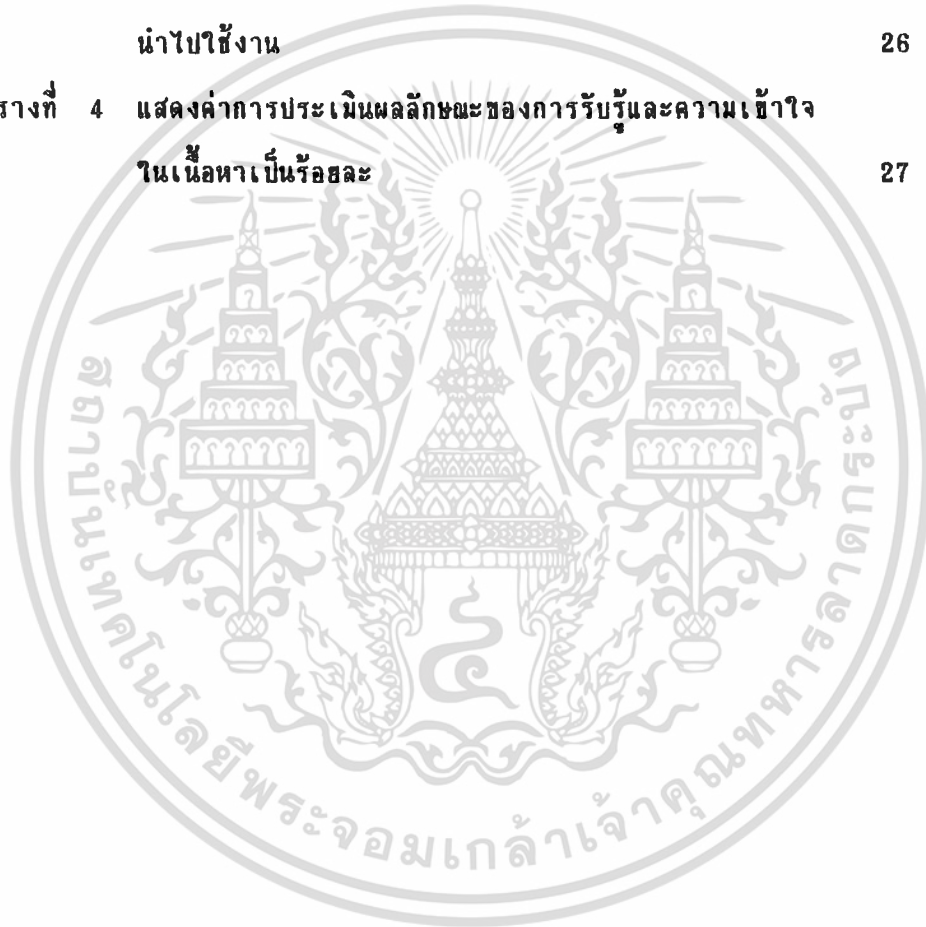 นำไปใช้งาน 26
รางที่ 4 แสดงค่าการประเมินผลลักษณะของการรับรู้และความเข้าใจ
ในเนื้อหาเป็นร้อยละ 27
สถาบันเทคโนโลยีพระจอมเกล้าเจ้าคุณทหารลาดกระบัง